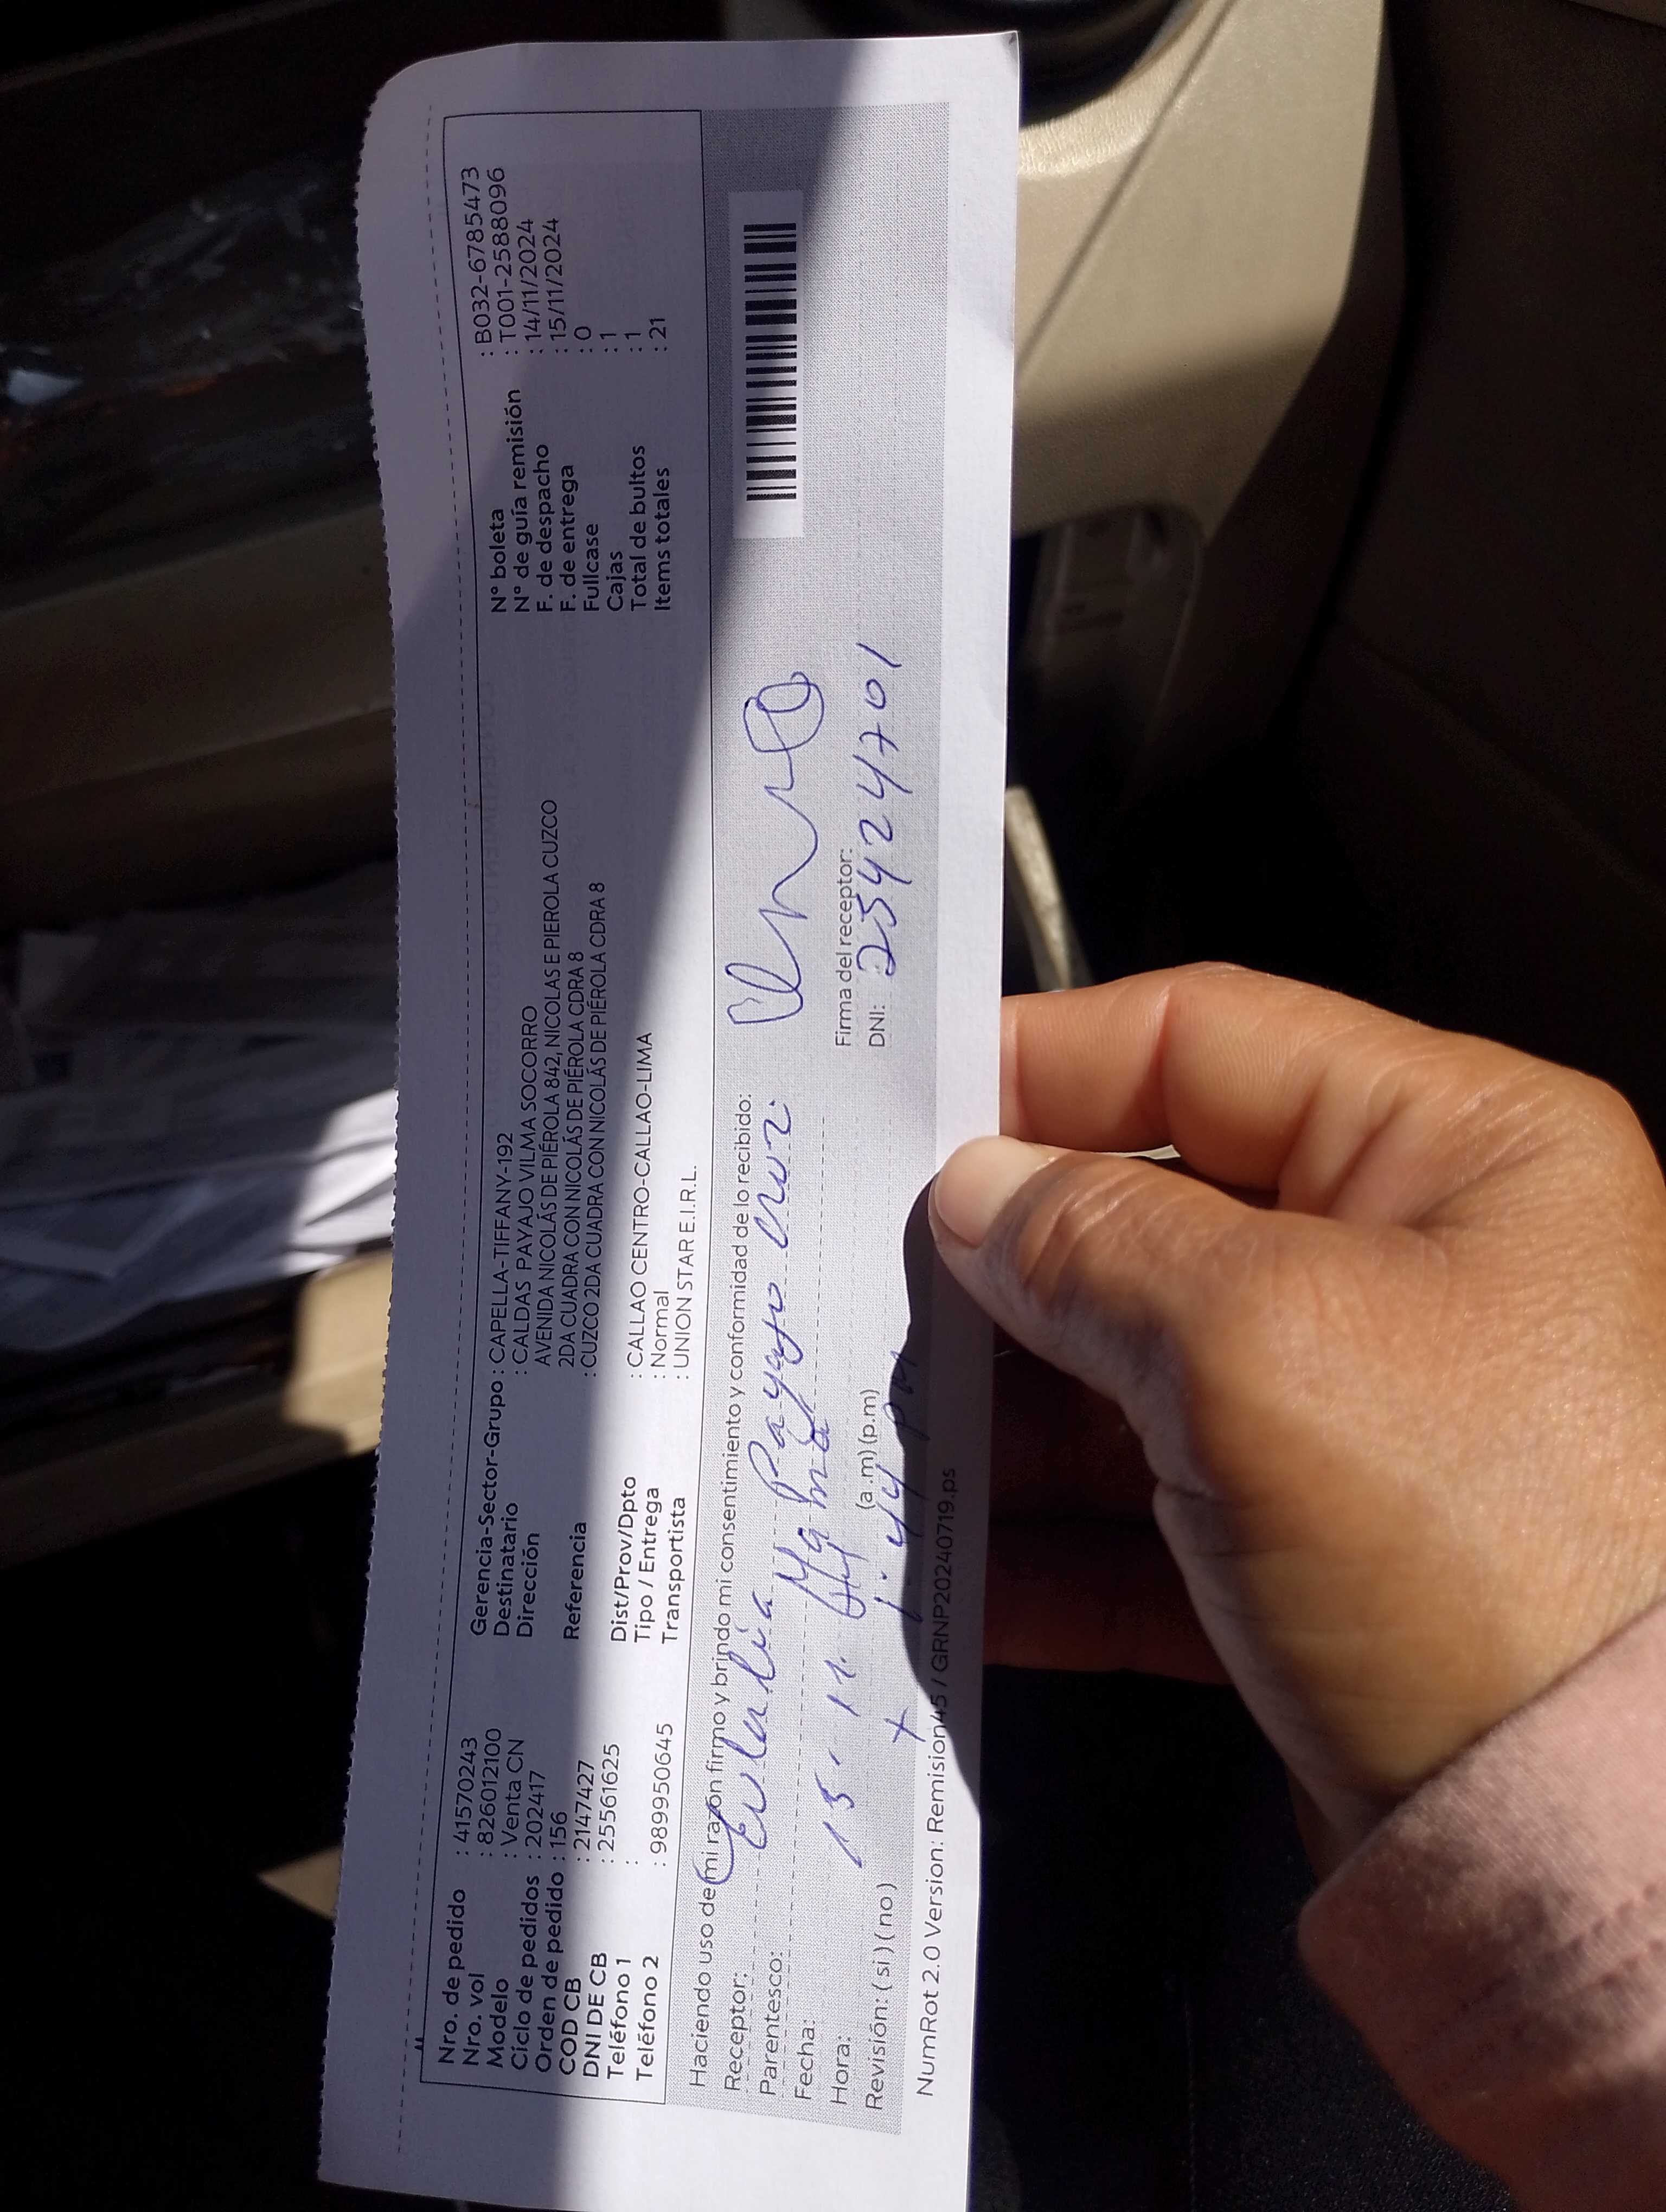 Nro. de pedido : 41570243
Nro. vol : 826012100
Modelo : Venta CN
Ciclo de pedidos : 202417
Orden de pedido : 156
COD CB : 2147427
DNI DE CB : 25561625
Teléfono 1 :
Teléfono 2 : 989950645
Gerencia-Sector-Grupo : CAPELLA-TIFFANY-192
Destinatario : CALDAS PAYAJO VILMA SOCORRO
Dirección AVENIDA NICOLÁS DE PIÉROLA 842, NICOLAS E PIEROLA CUZCO
2DA CUADRA CON NICOLÁS DE PIÉROLA CDRA 8
Referencia : CUZCO 2DA CUADRA CON NICOLÁS DE PIÉROLA CDRA 8
Dist/Prov/Dpto : CALLAO CENTRO-CALLAO-LIMA
Tipo / Entrega : Normal
Transportista : UNION STAR E.I.R.L.
N° boleta : B032-6785473
N° de guía remisión : T001-25888096
F. de despacho : 14/11/2024
F. de entrega : 15/11/2024
Fullcase : 0
Cajas : 1
Total de bultos : 1
Items totales : 21
Haciendo uso de mi razón firmo y brindo mi consentimiento y conformidad de lo recibido:
Receptor: Eulalia Payajo
Parentesco: Mamá
Fecha: 15. 11.
Hora: 1:44 pm (a.m) (p.m)
Revisión: ( si ) ( no )
Firma del receptor:
DNI: 25424701
NumRot 2.0 Version: Remision45 / GRNP20240719.ps